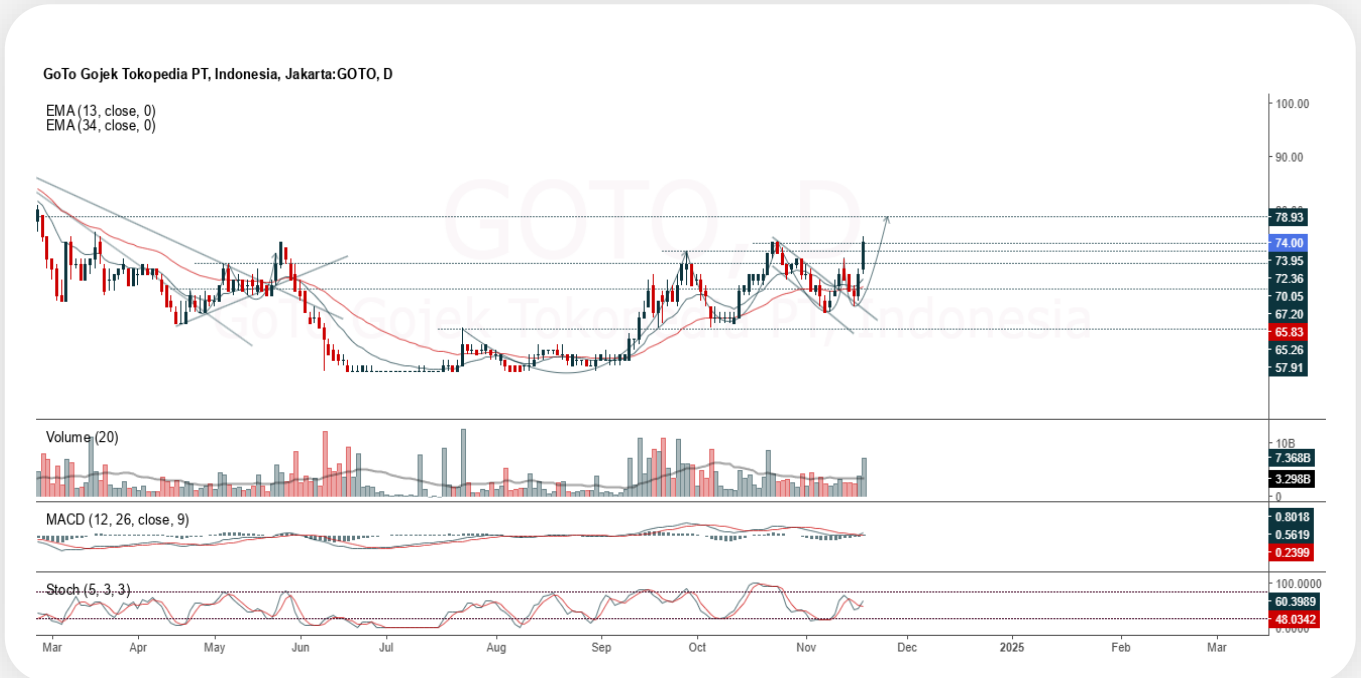 GoTo Gojek Tokopedia PT, Indonesia, Jakarta:GOTO, D
EMA (13, close, 0)
EMA (34, close, 0)
GOTO, D
GoTo Gojek Tokopedia PT, Indonesia
100.00
90.00
78.93
74.00
73.95
72.36
70.05
67.20
65.83
65.26
57.91
Volume (20)
10B
7.368B
3.298B
0
MACD (12, 26, close, 9)
0.8018
0.5619
0.2399
Stoch (5, 3, 3)
100.0000
60.3989
48.0342
0.0000
Mar Apr May Jun Jul Aug Sep Oct Nov Dec 2025 Feb Mar